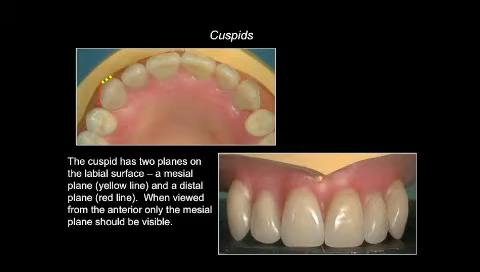 Cuspids
The cuspid has two planes on
the labial surface – a mesial
plane (yellow line) and a distal
plane (red line).  When viewed
from the anterior only the mesial
plane should be visible.